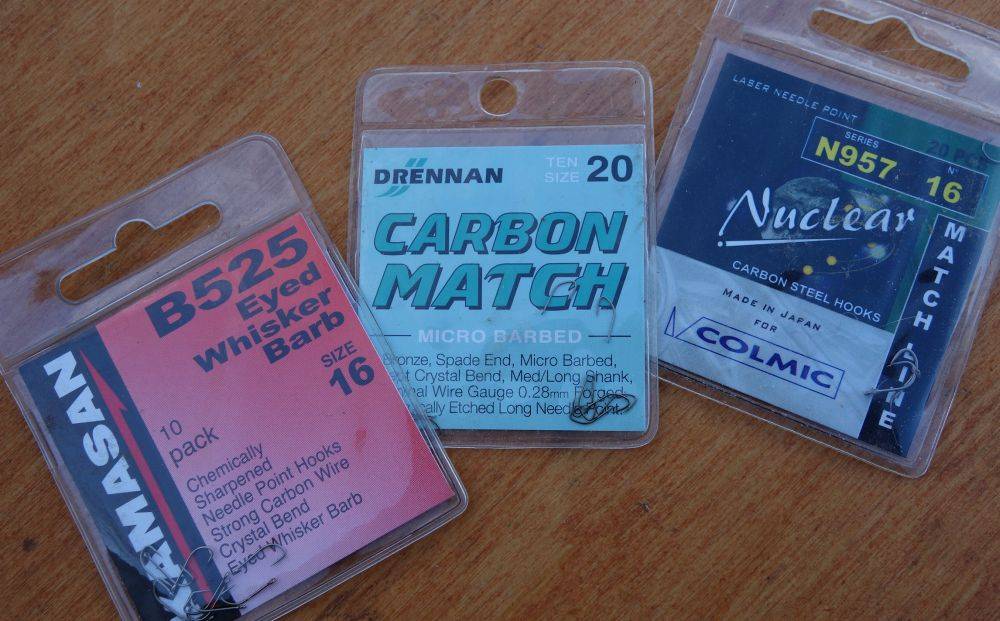 B525
Eyed
Whisker
Barb
SIZE
16
KAMASAN
10
pack
Chemically
Sharpened
Needle Point Hooks
Strong Carbon Wire
Crystal Bend
Eyed Whisker Barb
DRENNAN
TEN
SIZE 20
CARBON
MATCH
MICRO BARBED
Bronze, Spade End, Micro Barbed,
Crystal Bend, Med/Long Shank,
Wire Gauge 0.28mm Forged,
Etched Long Needle Point.
LASER NEEDLE POINT
SERIES
N957
20 PCS
N°
16
Nuclear
CARBON STEEL HOOKS
MADE IN JAPAN
FOR
COLMIC
MATCH LINE